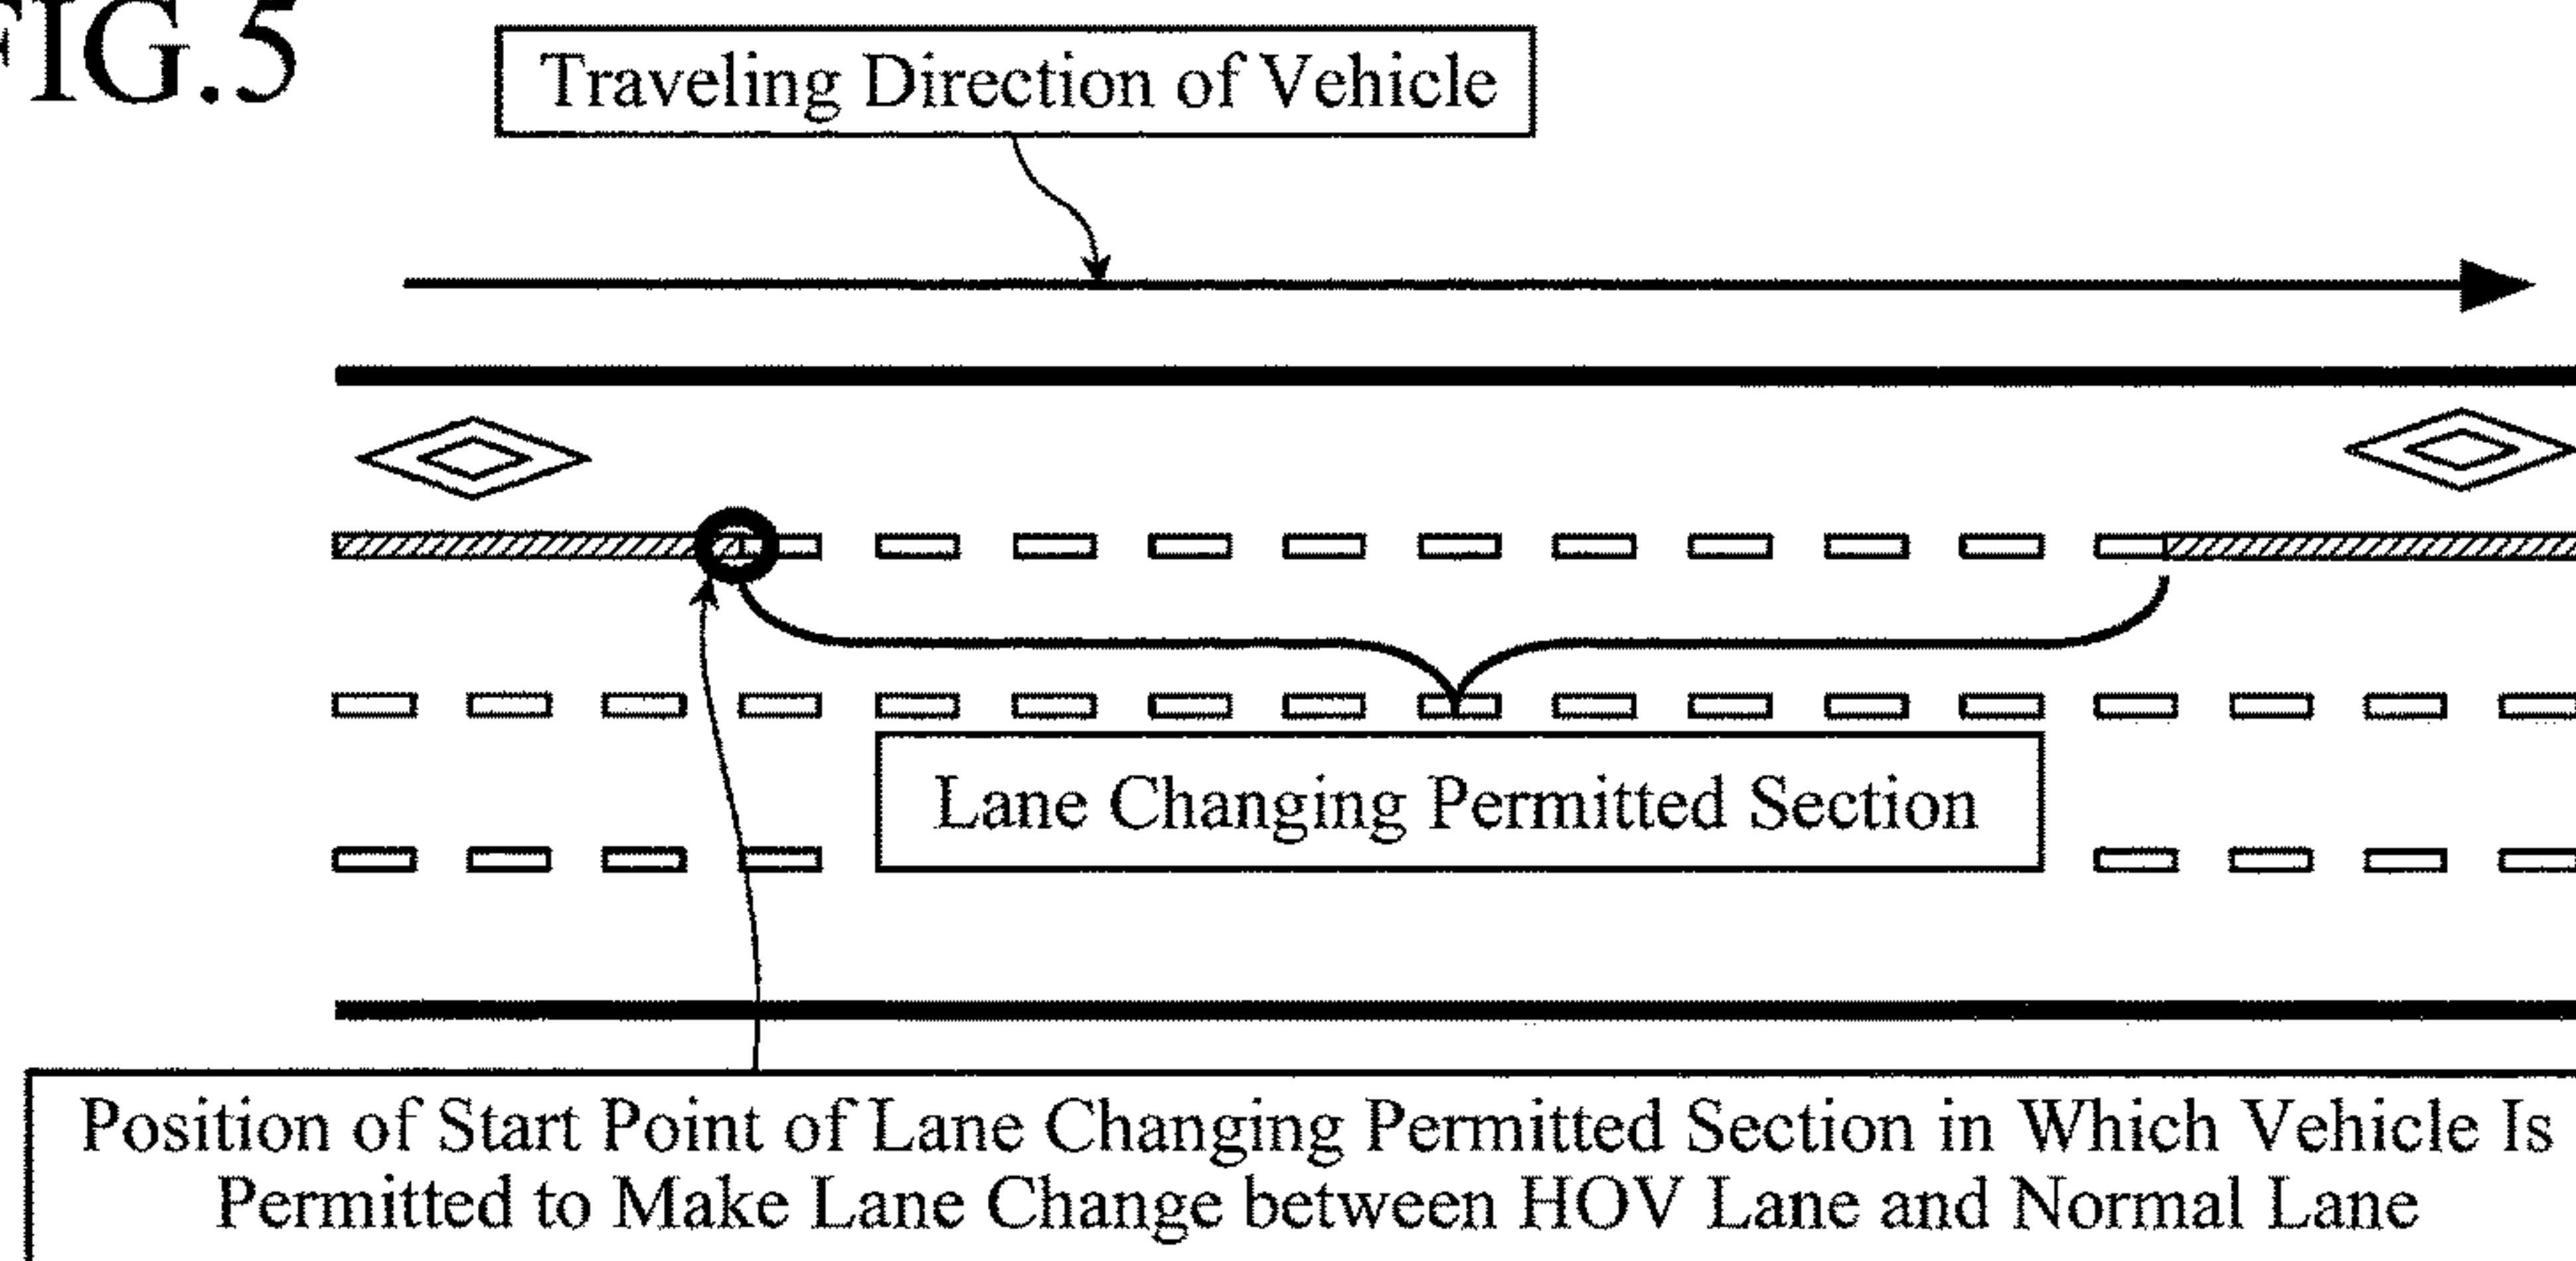 FIG.5
Traveling Direction of Vehicle
Lane Changing Permitted Section
Position of Start Point of Lane Changing Permitted Section in Which Vehicle Is
Permitted to Make Lane Change between HOV Lane and Normal Lane